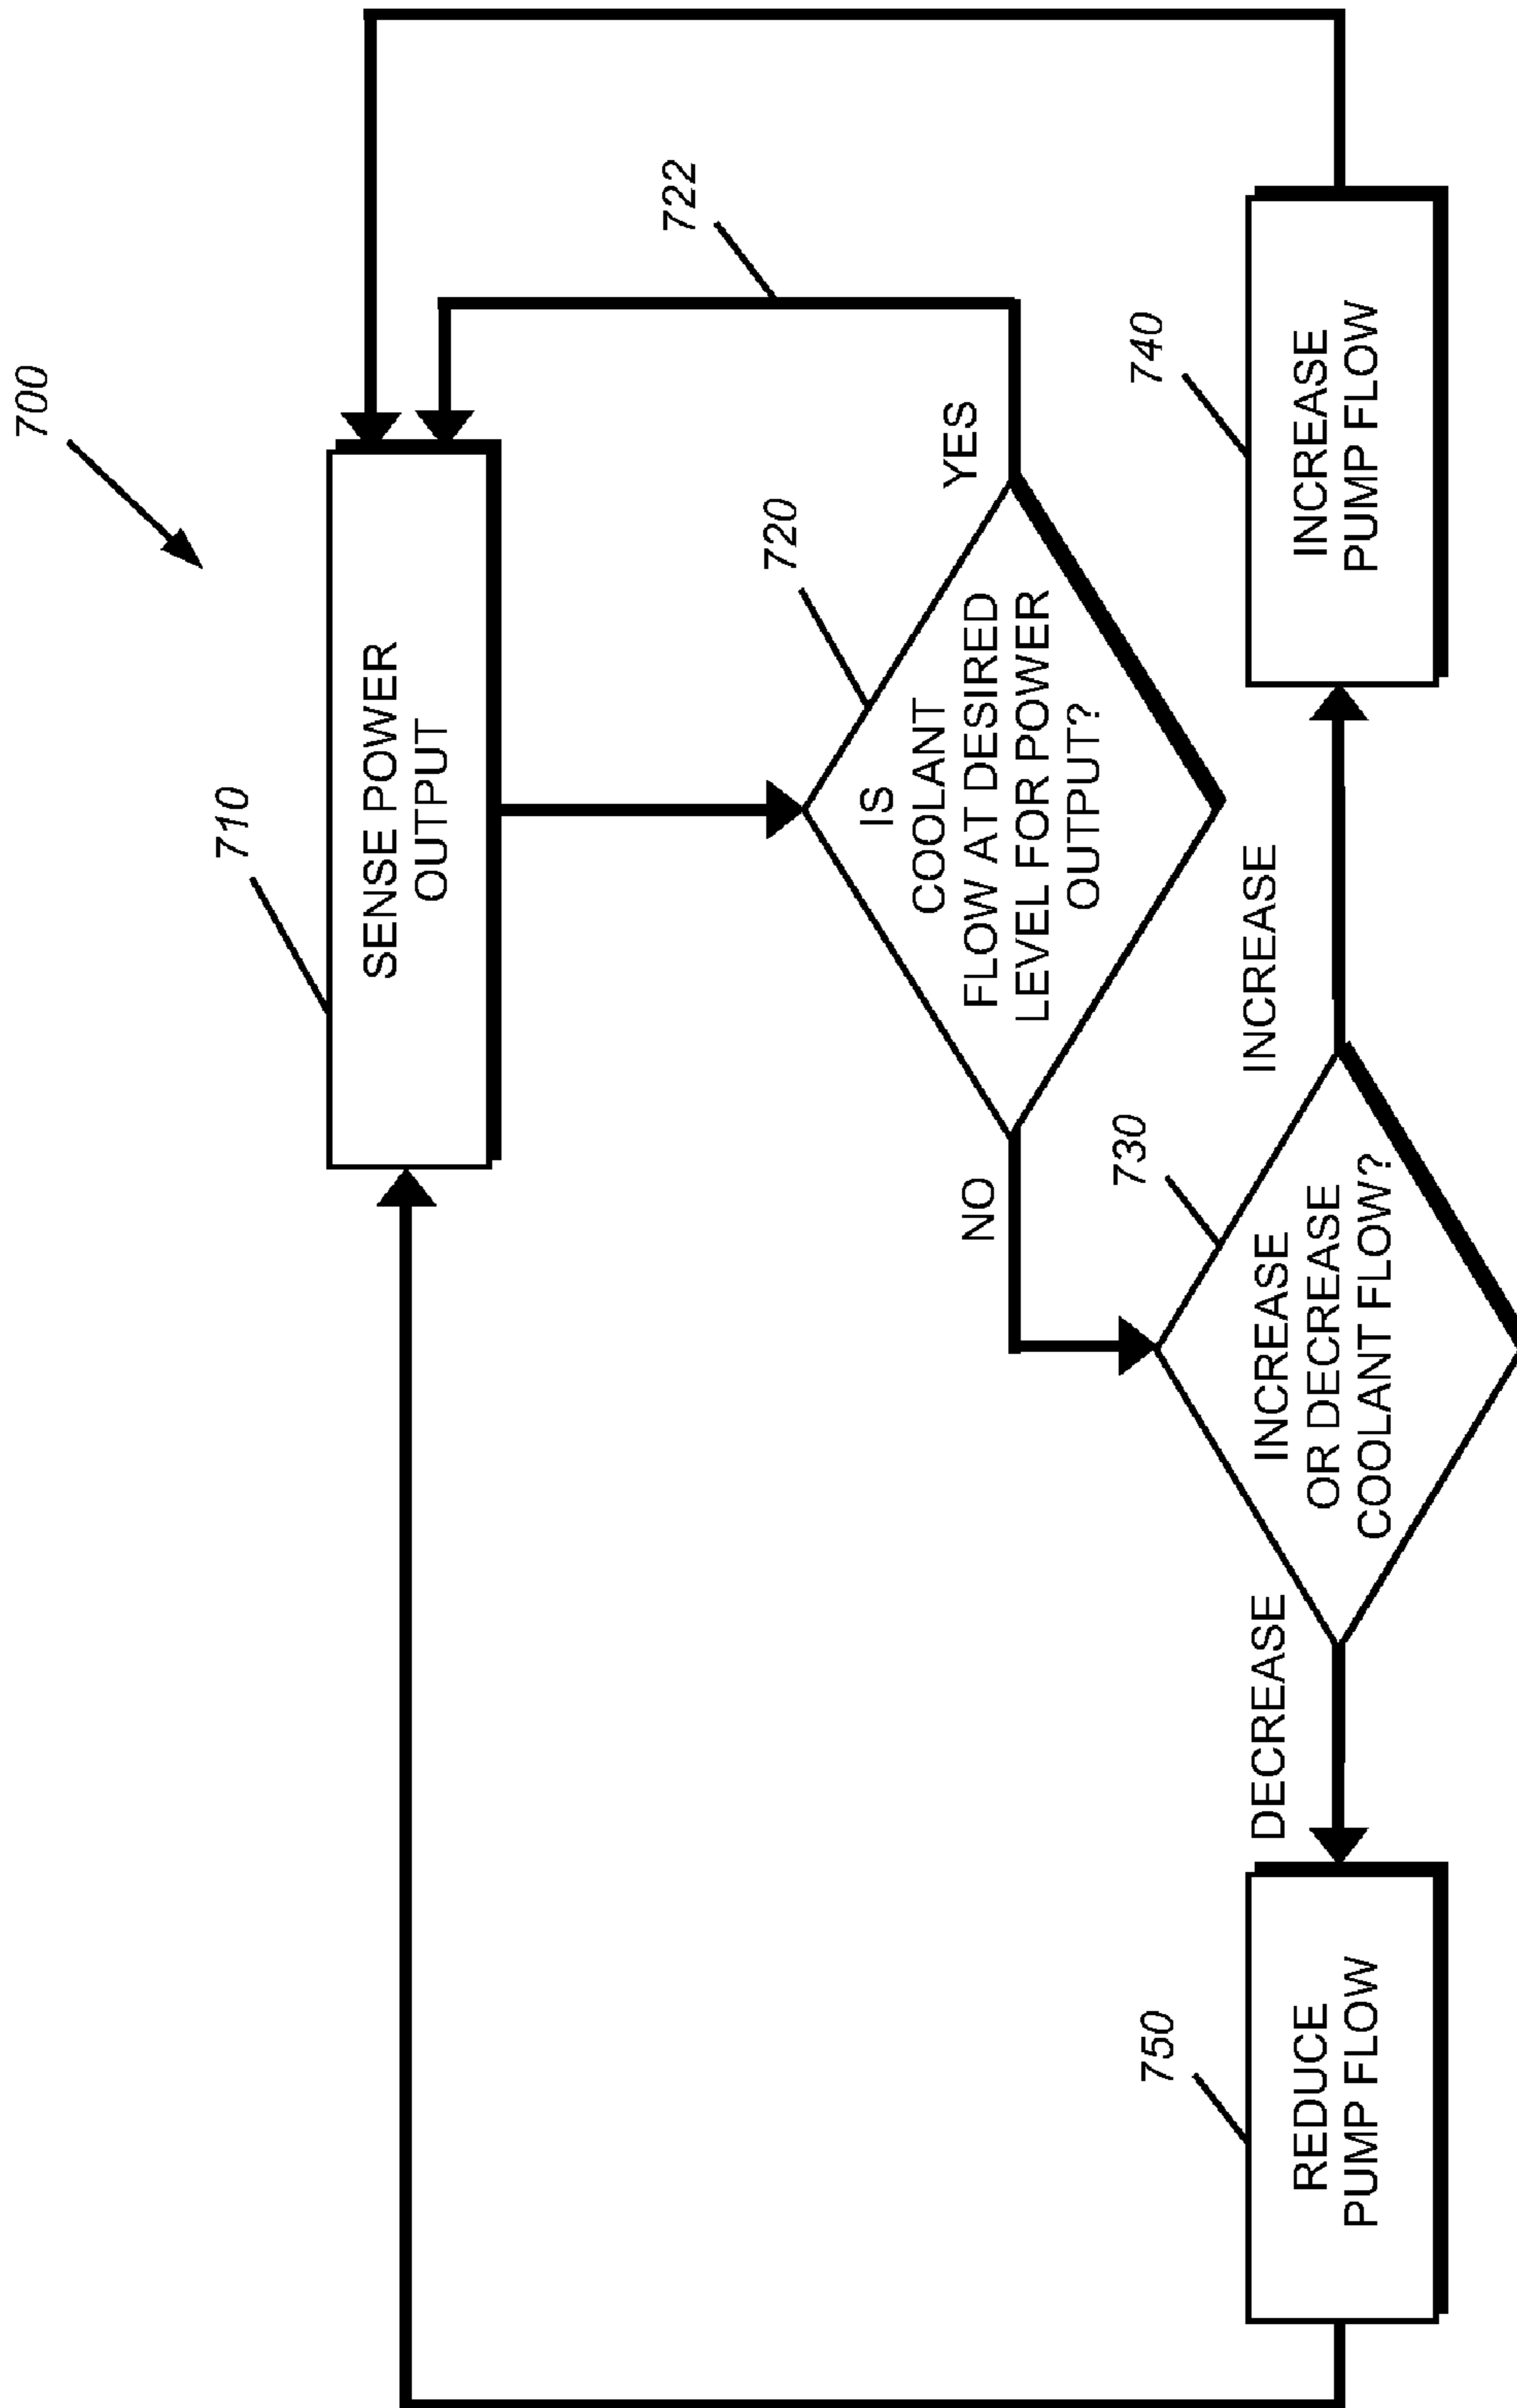 700
710
SENSE POWER
OUTPUT
722
720
IS
COOLANT
FLOW AT DESIRED
LEVEL FOR POWER
OUTPUT?
YES
NO
730
INCREASE
OR DECREASE
COOLANT FLOW?
DECREASE
INCREASE
750
REDUCE
PUMP FLOW
740
INCREASE
PUMP FLOW